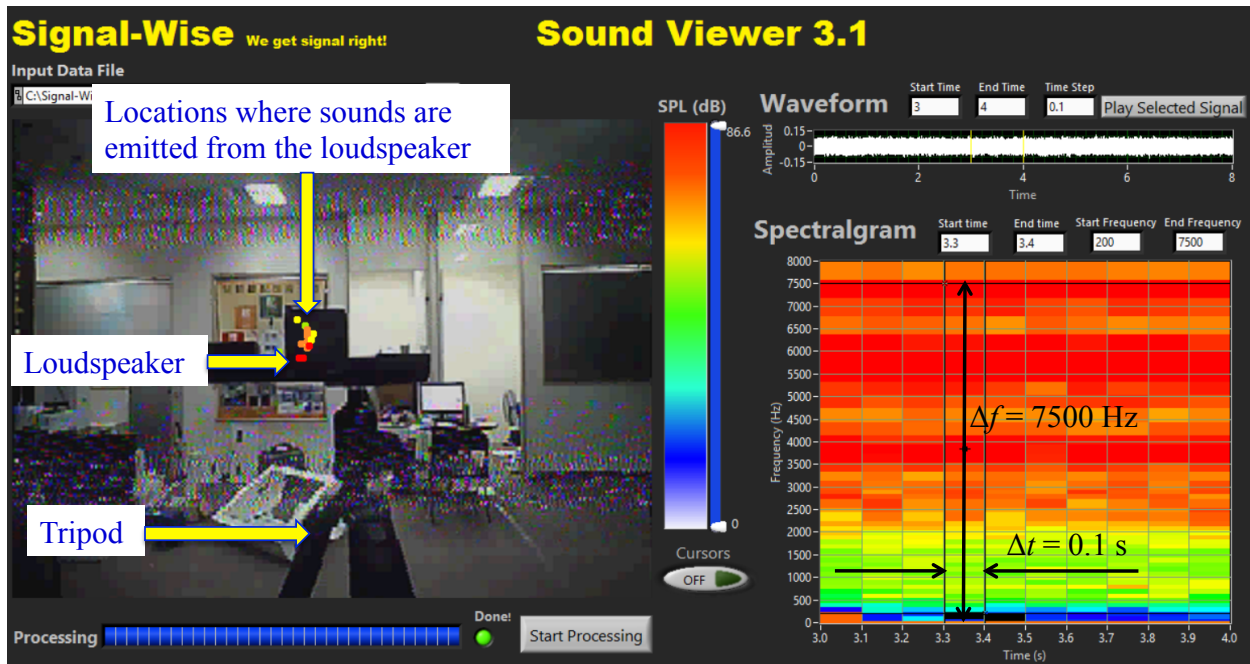 Signal-Wise We get signal right!
Sound Viewer 3.1
Input Data File
C:\Signal-Wi
Locations where sounds are
emitted from the loudspeaker
Loudspeaker
Tripod
SPL (dB)
86.6
0
Cursors
OFF
Processing
Done!
Start Processing
Waveform
Start Time
End Time
Time Step
3
4
0.1
Play Selected Signal
Amplitud
0.15
0
-0.15
0 2 4 6 8
Time
Spectralgram
Start time
End time
Start Frequency
End Frequency
3.3
3.4
200
7500
Frequency (Hz)
8000
7500
7000
6500
6000
5500
5000
4500
4000
3500
3000
2500
2000
1500
1000
500
0
Δf = 7500 Hz
Δt = 0.1 s
3.0 3.1 3.2 3.3 3.4 3.5 3.6 3.7 3.8 3.9 4.0
Time (s)